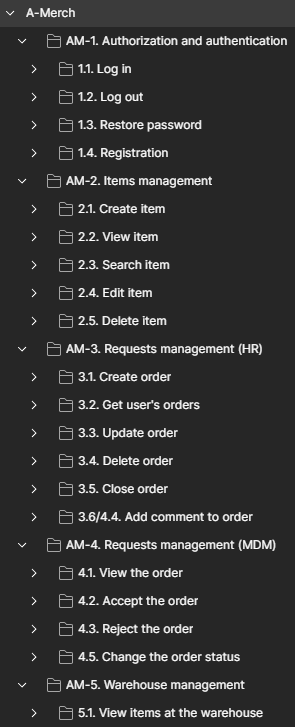 A-Merch
AM-1. Authorization and authentication
1.1. Log in
1.2. Log out
1.3. Restore password
1.4. Registration
AM-2. Items management
2.1. Create item
2.2. View item
2.3. Search item
2.4. Edit item
2.5. Delete item
AM-3. Requests management (HR)
3.1. Create order
3.2. Get user's orders
3.3. Update order
3.4. Delete order
3.5. Close order
3.6/4.4. Add comment to order
AM-4. Requests management (MDM)
4.1. View the order
4.2. Accept the order
4.3. Reject the order
4.5. Change the order status
AM-5. Warehouse management
5.1. View items at the warehouse